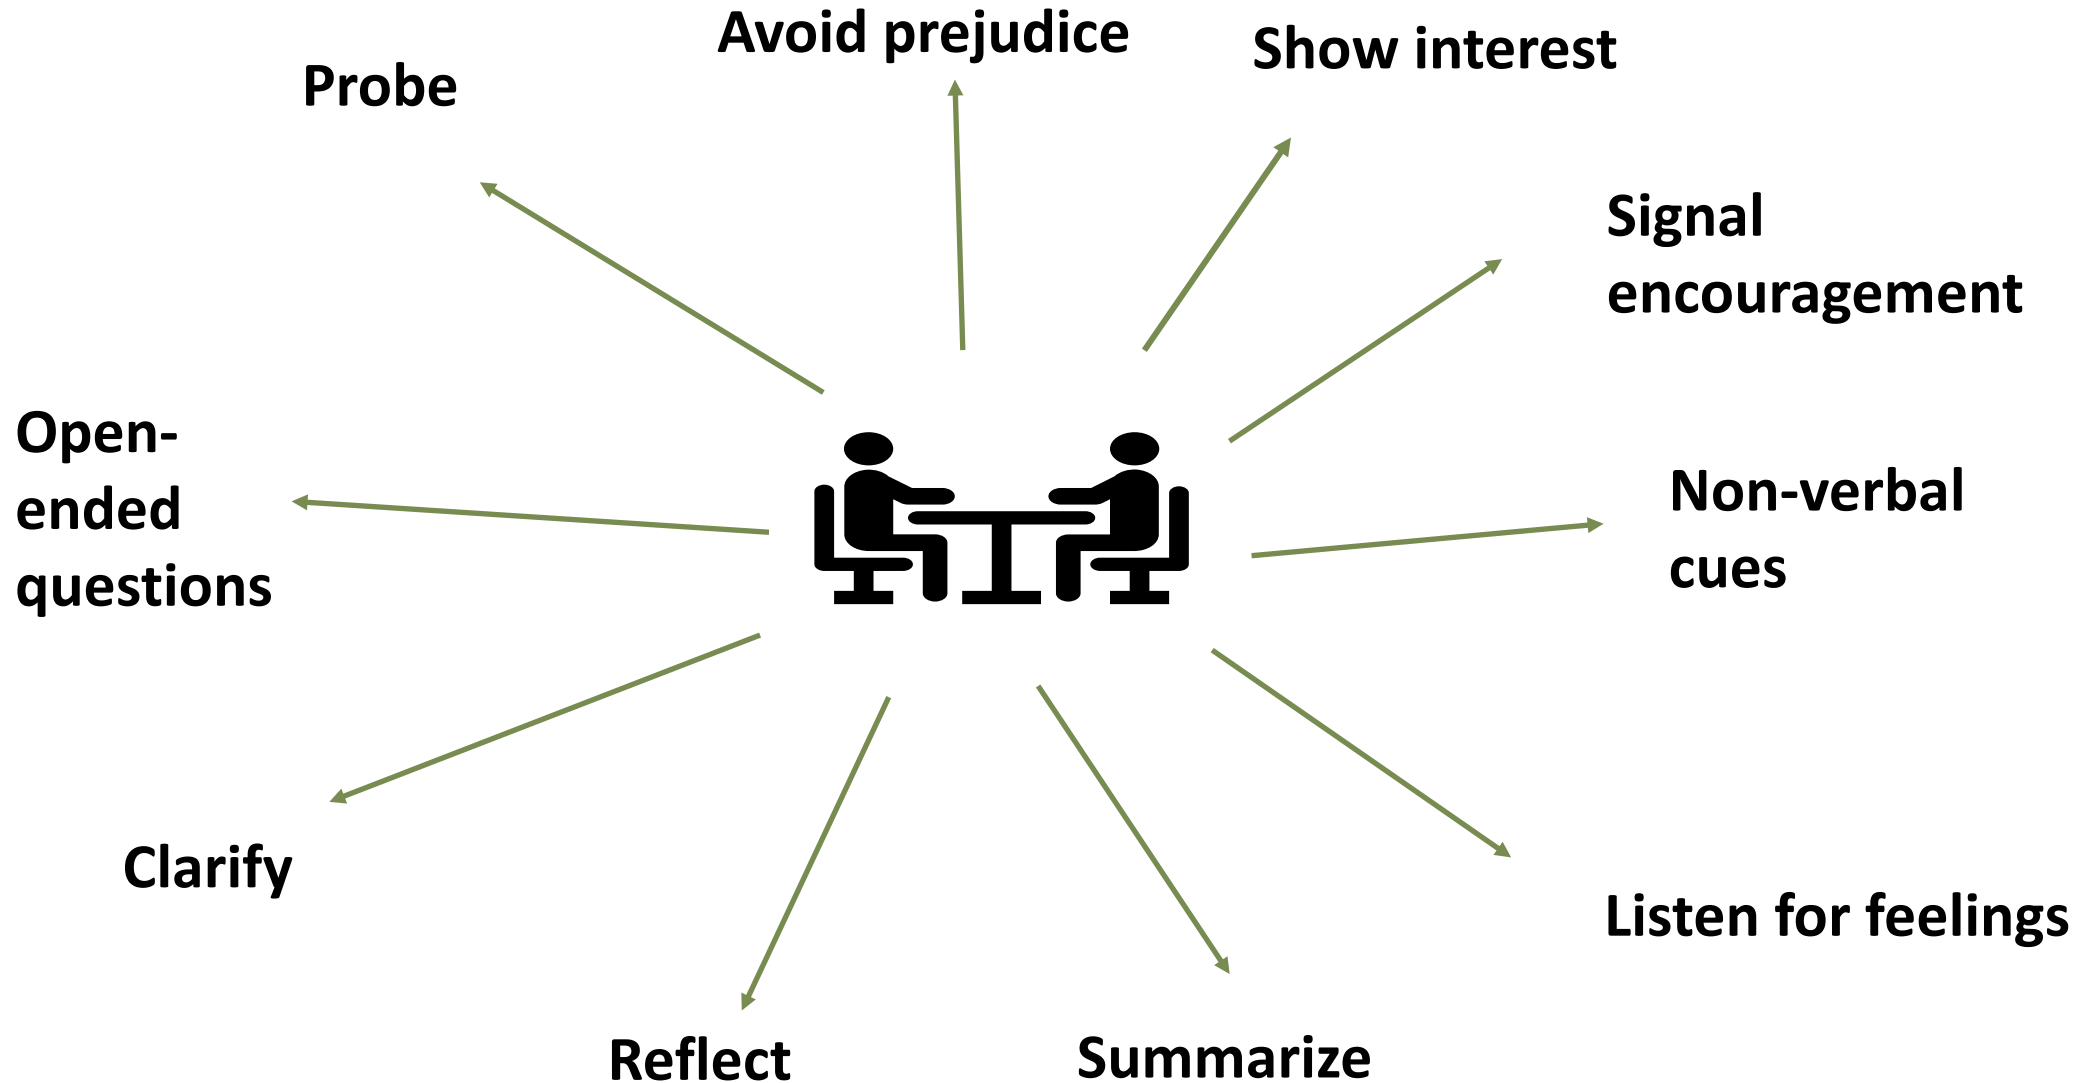 Avoid prejudice
Show interest
Probe
Signal
encouragement
Open-
ended
questions
Non-verbal
cues
Clarify
Listen for feelings
Reflect
Summarize